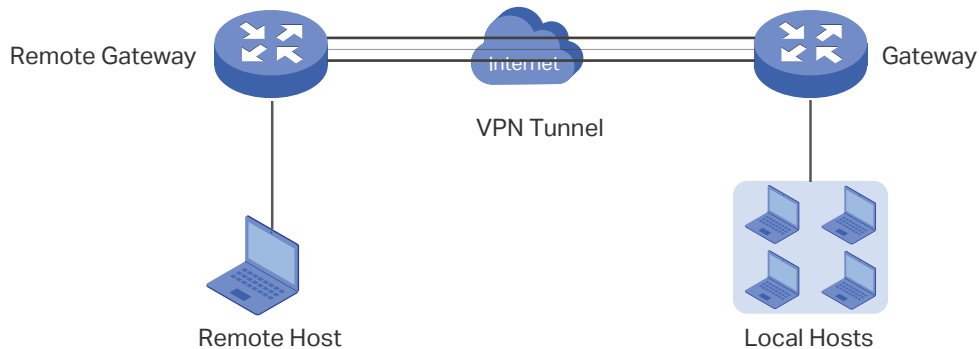 Remote Gateway
internet
Gateway
VPN Tunnel
Remote Host
Local Hosts